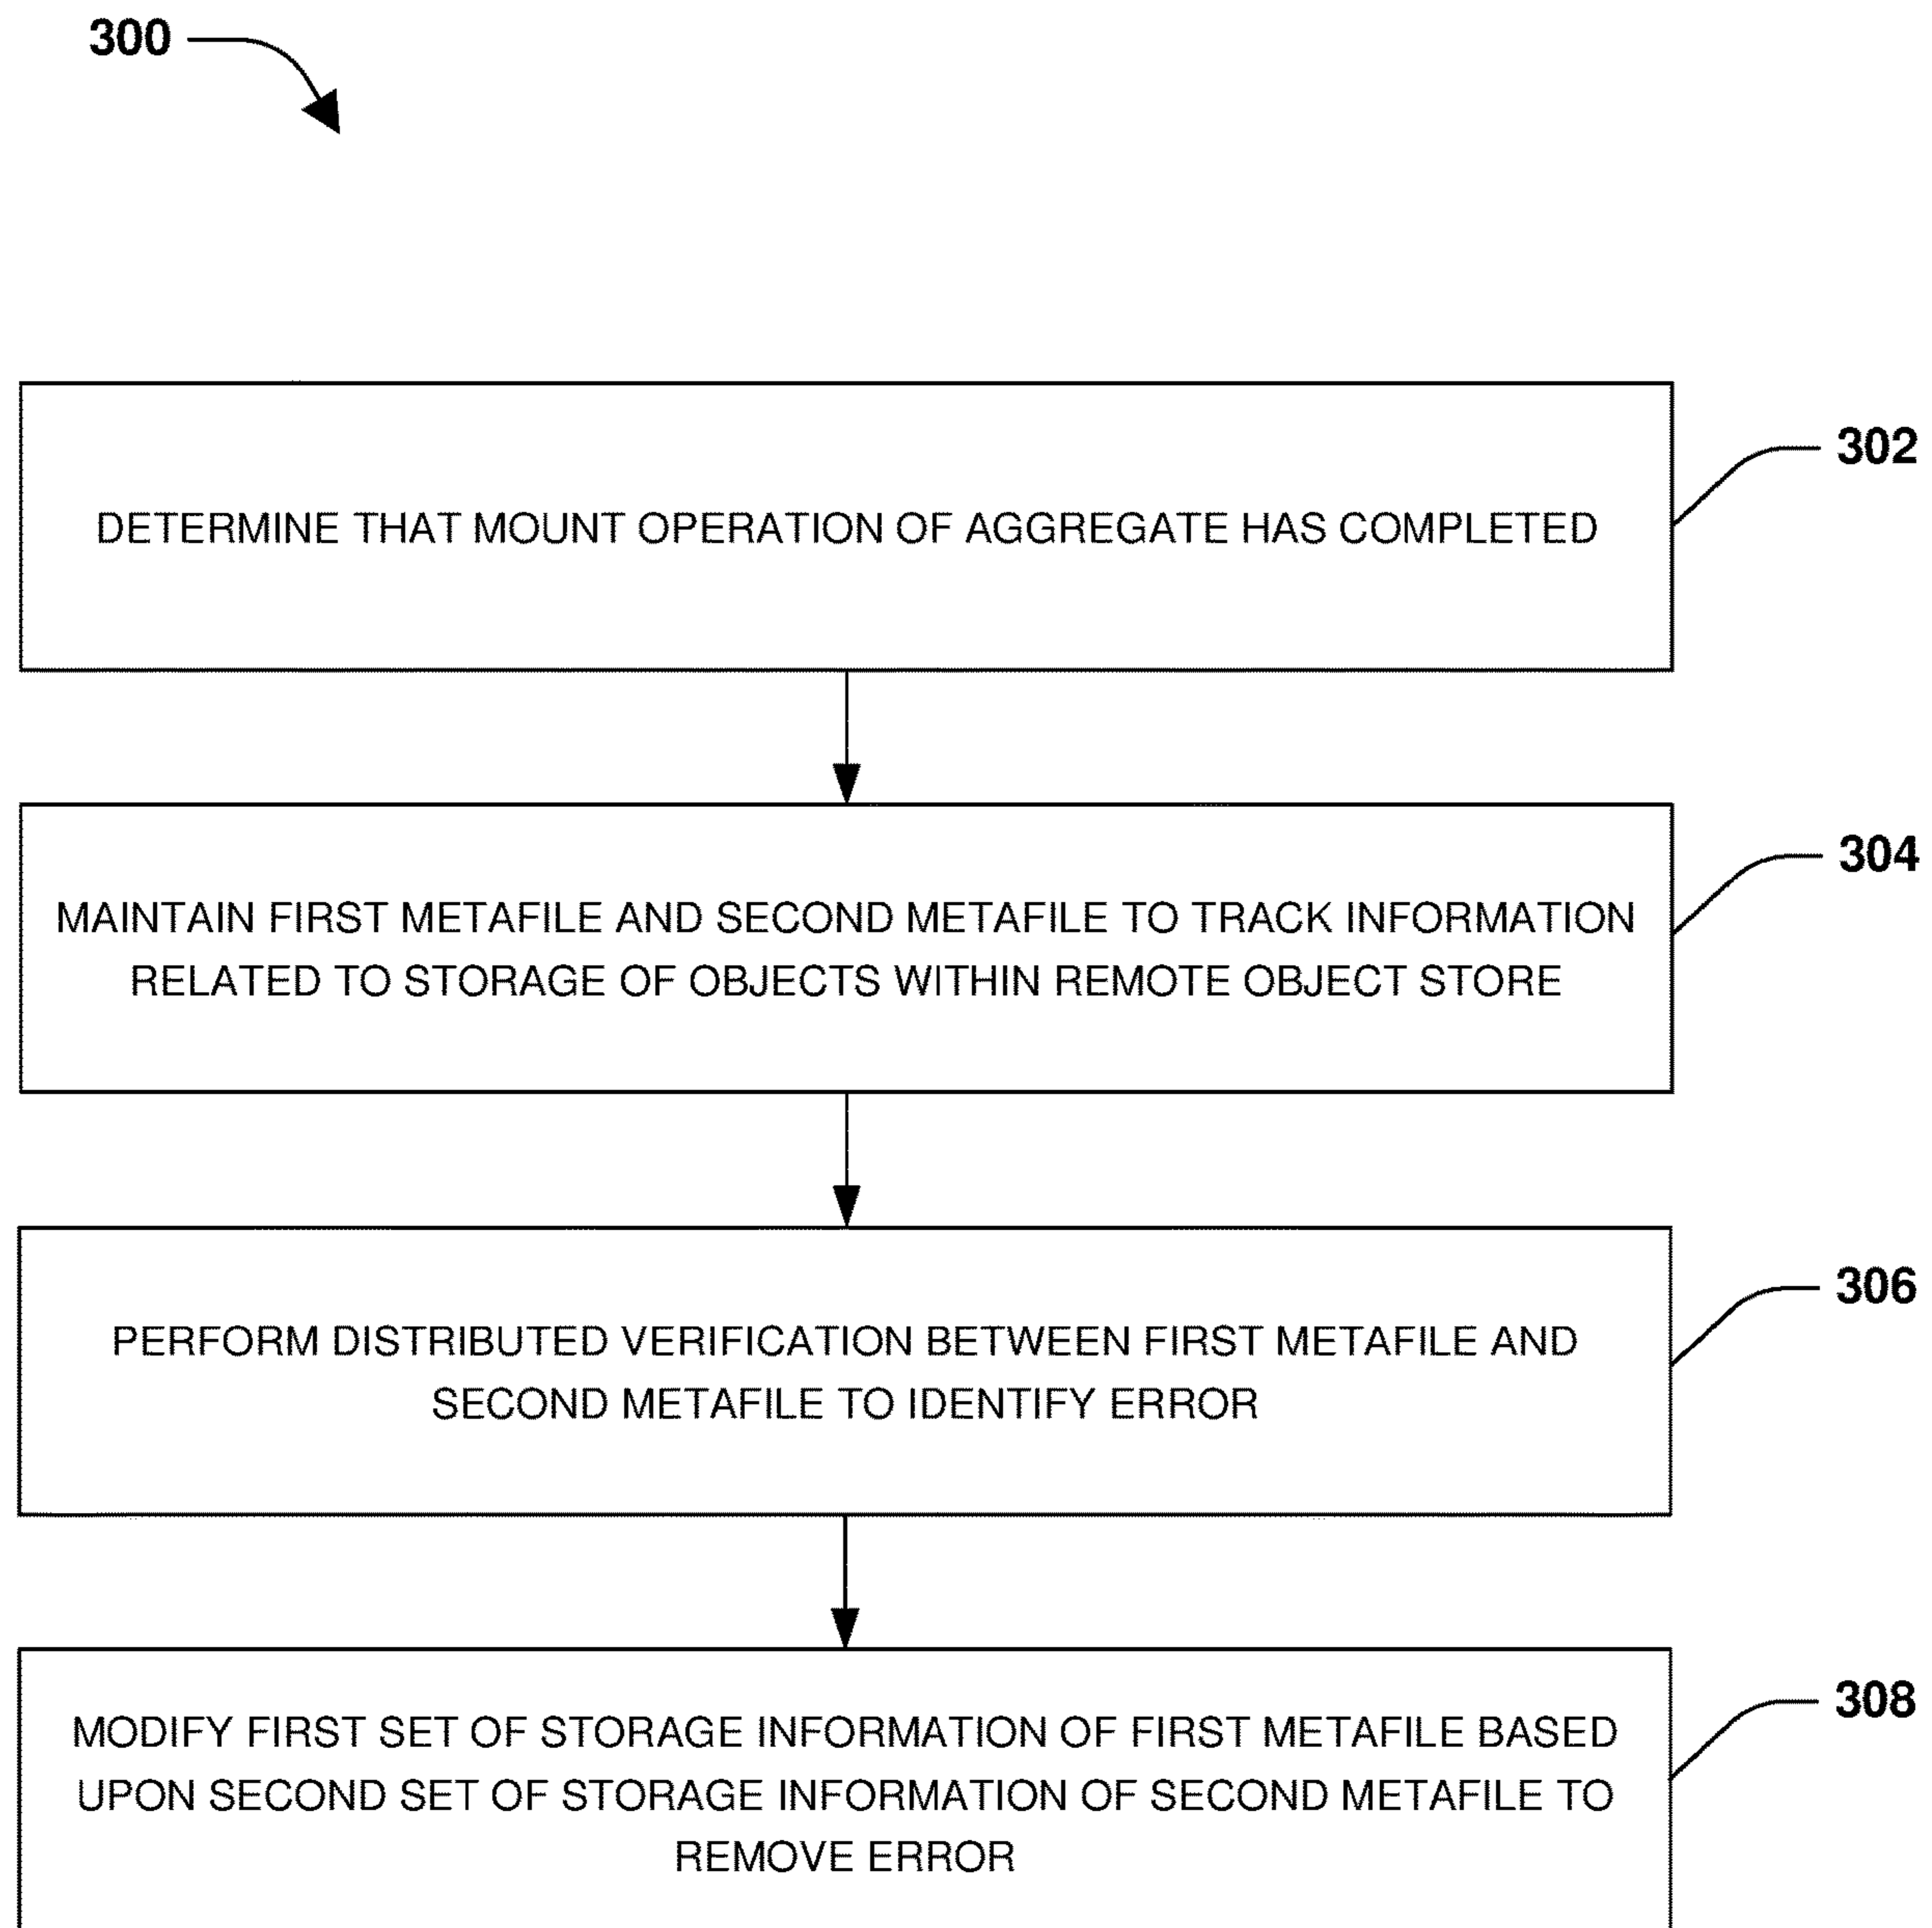 300
DETERMINE THAT MOUNT OPERATION OF AGGREGATE HAS COMPLETED
302
MAINTAIN FIRST METAFILE AND SECOND METAFILE TO TRACK INFORMATION
RELATED TO STORAGE OF OBJECTS WITHIN REMOTE OBJECT STORE
304
PERFORM DISTRIBUTED VERIFICATION BETWEEN FIRST METAFILE AND
SECOND METAFILE TO IDENTIFY ERROR
306
MODIFY FIRST SET OF STORAGE INFORMATION OF FIRST METAFILE BASED
UPON SECOND SET OF STORAGE INFORMATION OF SECOND METAFILE TO
REMOVE ERROR
308